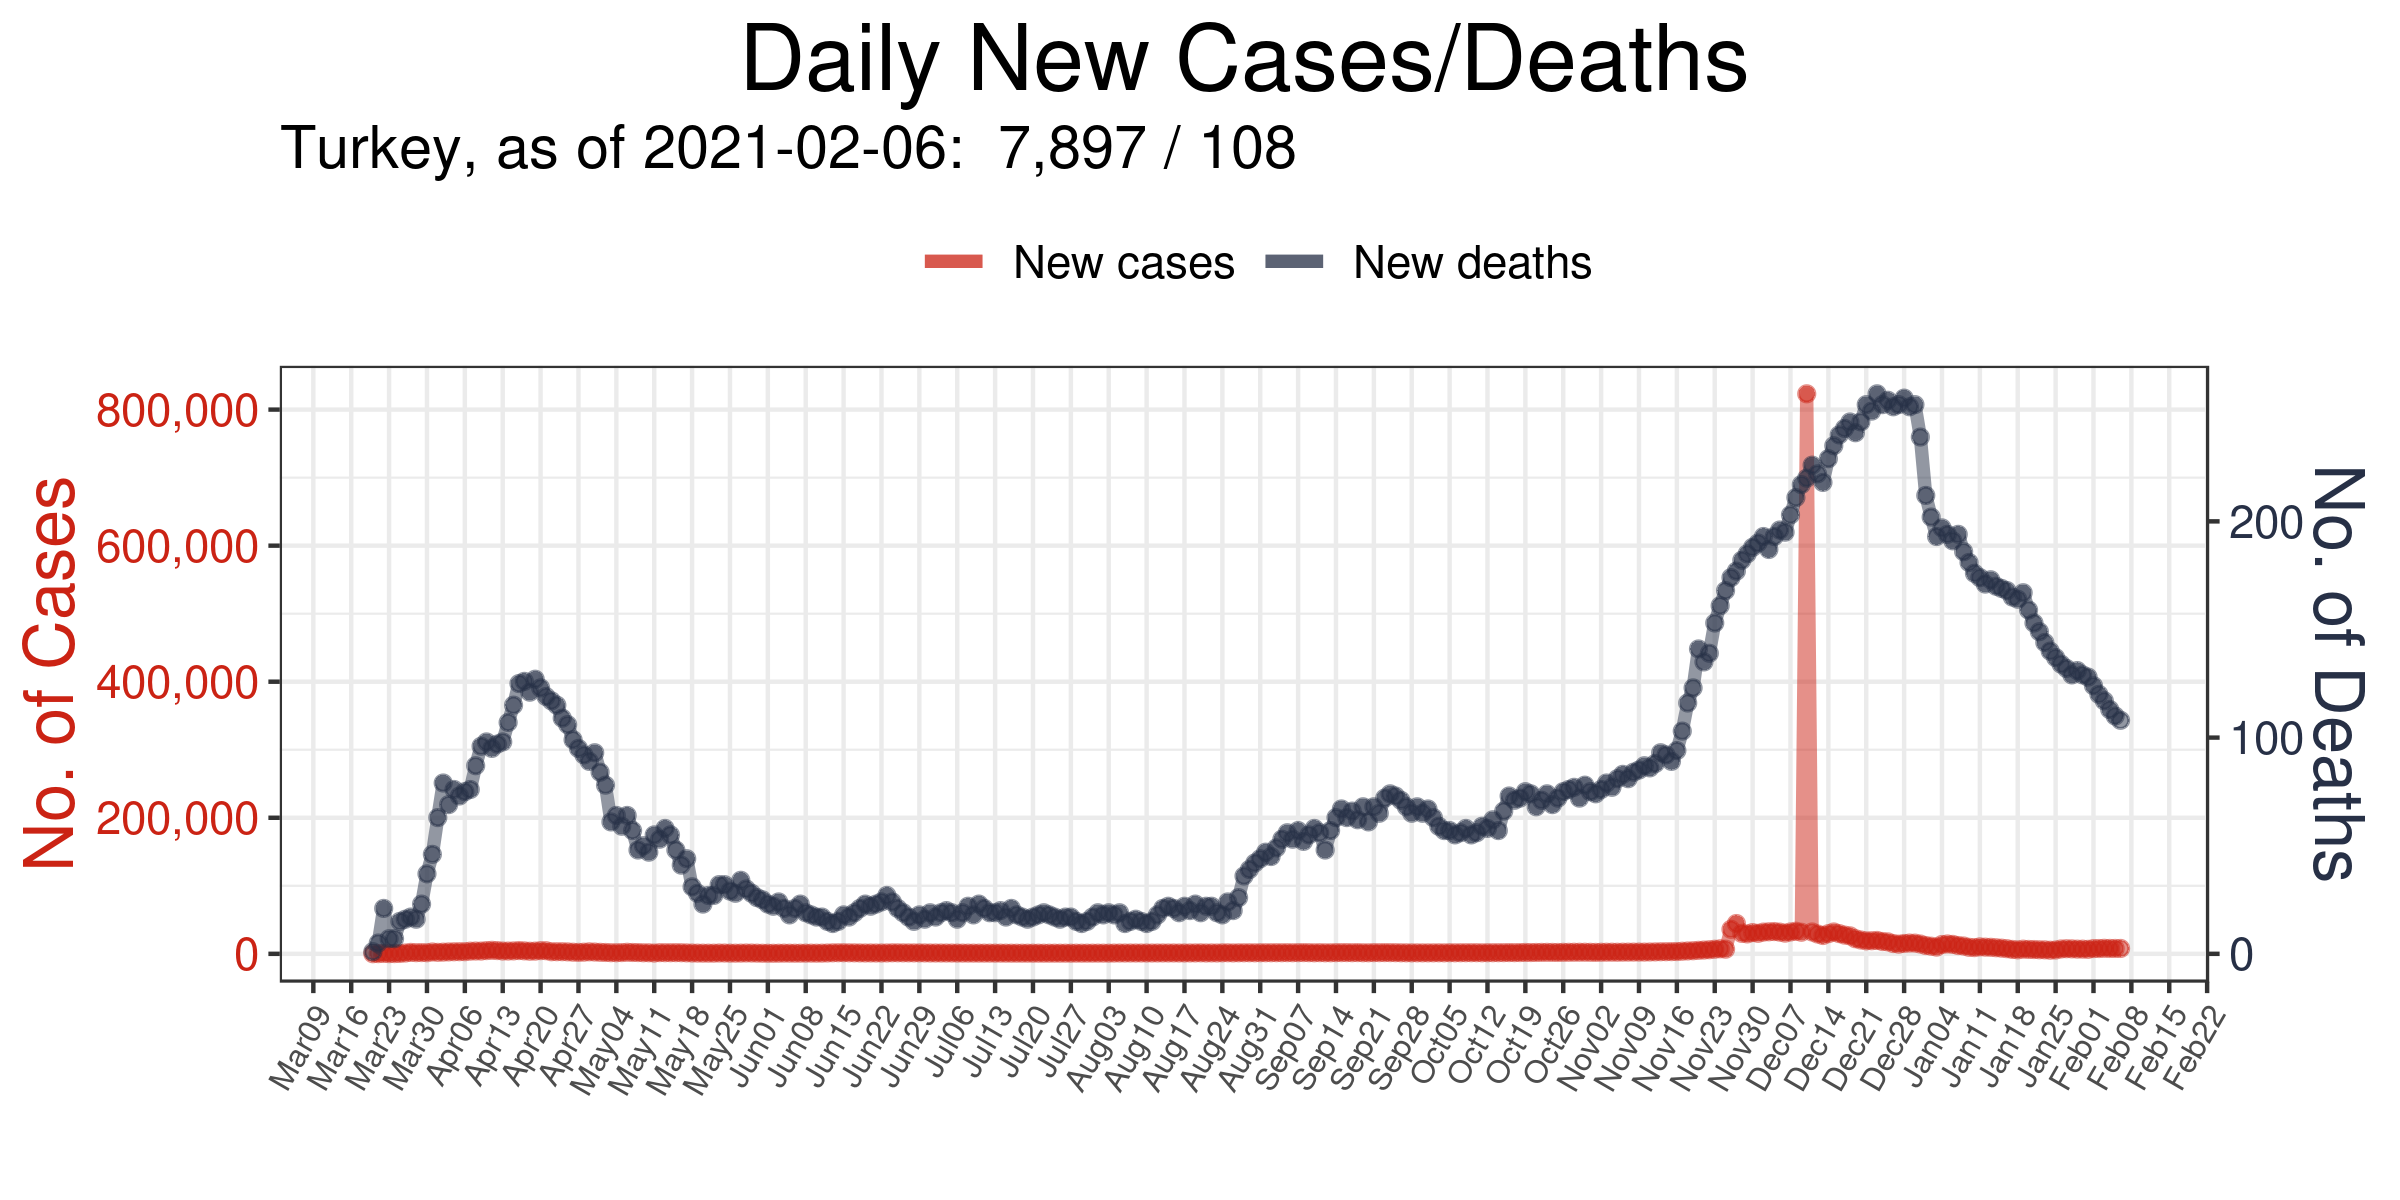 Daily New Cases/Deaths
Turkey, as of 2021-02-06: 7,897 / 108
New cases New deaths
No. of Cases
800,000
600,000
400,000
200,000
0
200
100
0
No. of Deaths
Mar09 Mar16 Mar23 Mar30 Apr06 Apr13 Apr20 Apr27 May04 May11 May18 May25 Jun01 Jun08 Jun15 Jun22 Jun29 Jul06 Jul13 Jul20 Jul27 Aug03 Aug10 Aug17 Aug24 Aug31 Sep07 Sep14 Sep21 Sep28 Oct05 Oct12 Oct19 Oct26 Nov02 Nov09 Nov16 Nov23 Nov30 Dec07 Dec14 Dec21 Dec28 Jan04 Jan11 Jan18 Jan25 Feb01 Feb08 Feb15 Feb22